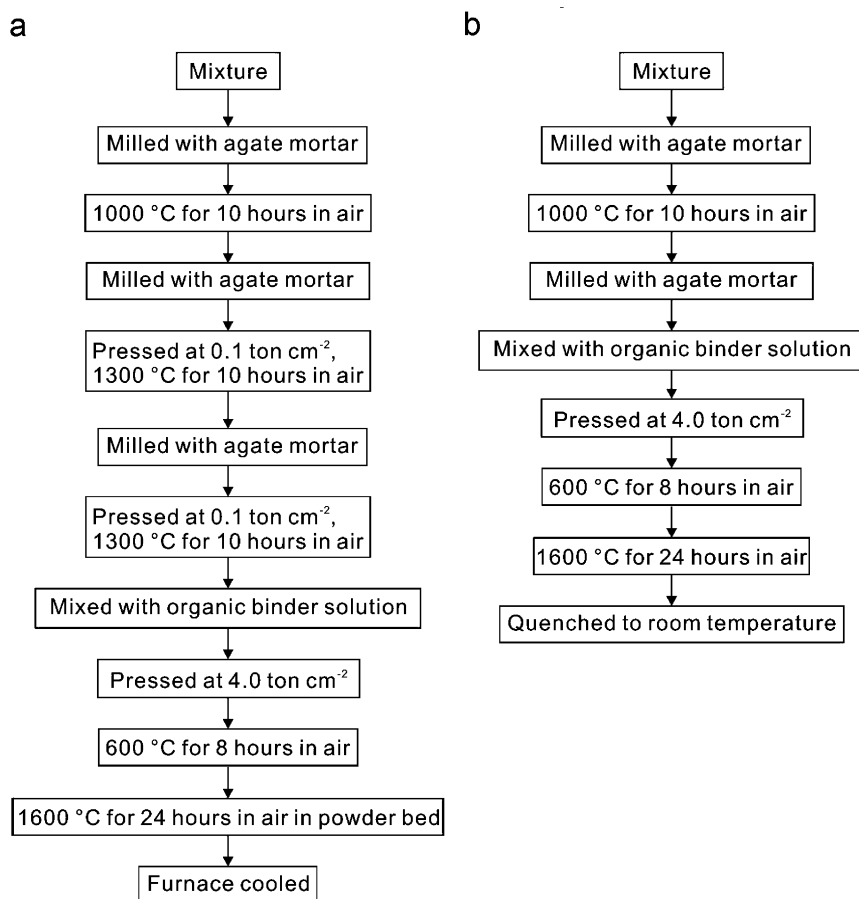 a
Mixture
Milled with agate mortar
1000 °C for 10 hours in air
Milled with agate mortar
Pressed at 0.1 ton cm⁻²,
1300 °C for 10 hours in air
Milled with agate mortar
Pressed at 0.1 ton cm⁻²,
1300 °C for 10 hours in air
Mixed with organic binder solution
Pressed at 4.0 ton cm⁻²
600 °C for 8 hours in air
1600 °C for 24 hours in air in powder bed
Furnace cooled
b
Mixture
Milled with agate mortar
1000 °C for 10 hours in air
Milled with agate mortar
Mixed with organic binder solution
Pressed at 4.0 ton cm⁻²
600 °C for 8 hours in air
1600 °C for 24 hours in air
Quenched to room temperature